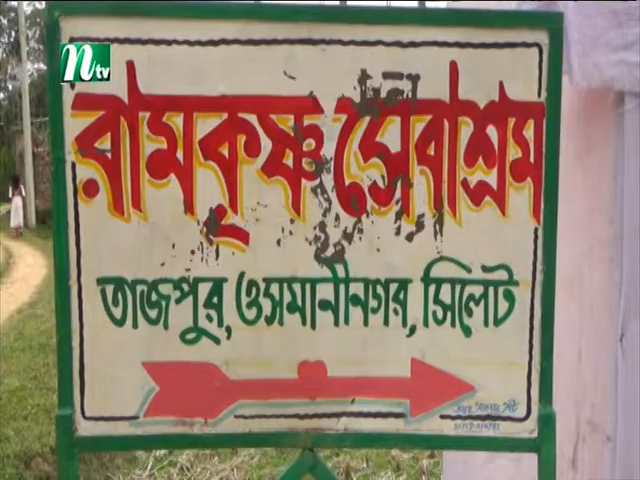 ntv
রামকৃষ্ণ সেবাশ্রম
তাজপুর, ওসমানীনগর, সিলেট